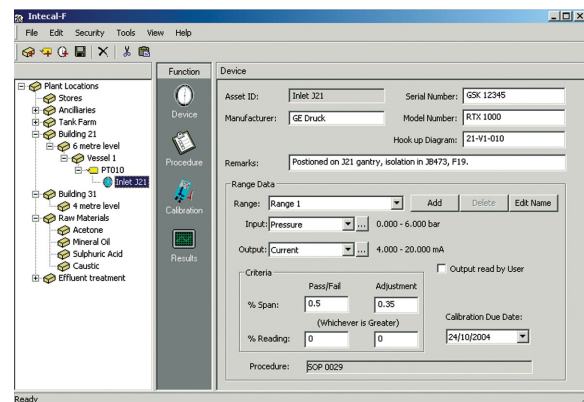 Intecal-F
File Edit Security Tools View Help
Function
Device
Plant Locations
Stores
Ancillaries
Tank Farm
Building 21
6 metre level
Vessel 1
PT010
Inlet J21
Building 31
4 metre level
Raw Materials
Acetone
Mineral Oil
Sulphuric Acid
Caustic
Effluent treatment
Device
Procedure
Calibration
Results
Asset ID: Inlet J21 Serial Number: GSK 12345
Manufacturer: GE Druck Model Number: RTX 1000
Hook up Diagram: 21-V1-010
Remarks: Postioned on J21 gantry, isolation in JB473, F19.
Range Data
Range: Range 1 Add Delete Edit Name
Input: Pressure ... 0.000 - 6.000 bar
Output: Current ... 4.000 - 20.000 mA
Output read by User
Criteria
Pass/Fail Adjustment
% Span: 0.5 0.35
(Whichever is Greater)
% Reading: 0 0
Calibration Due Date:
24/10/2004
Procedure: SOP 0029
Ready